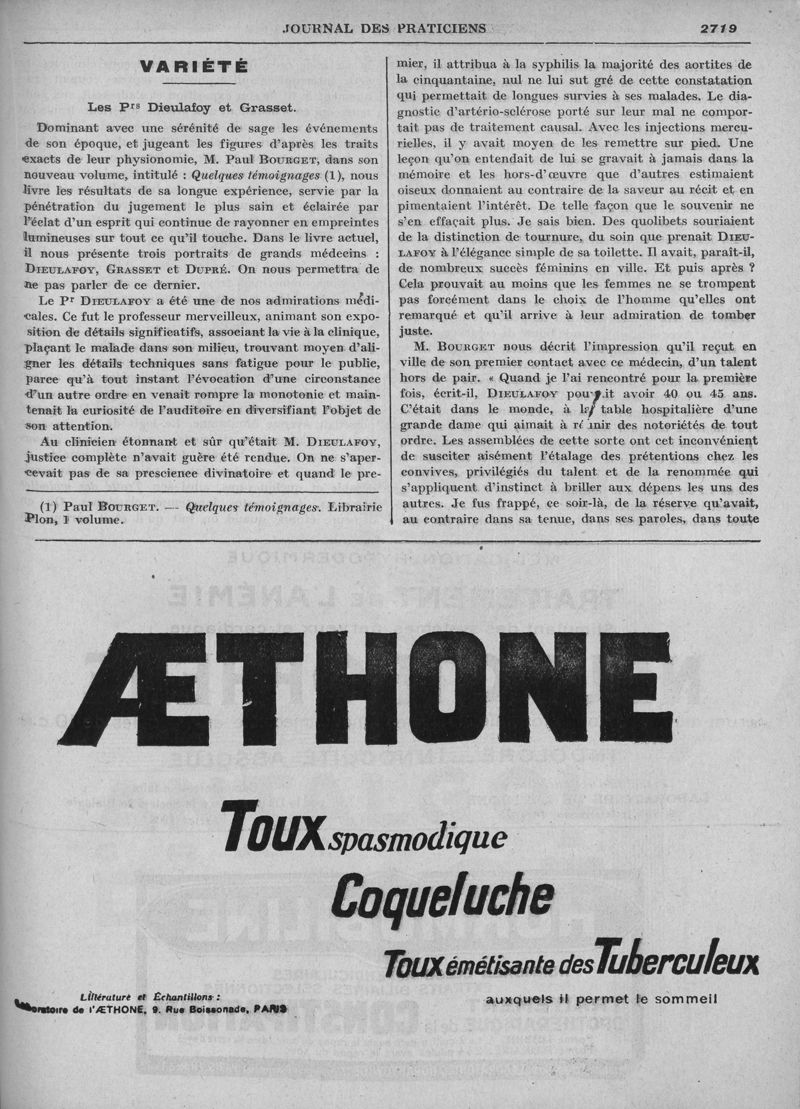 JOURNAL DES PRATICIENS 2719
VARIÉTÉ
Les Prs Dieulafoy et Grasset.
Dominant avec une sérénité de sage les événements
de son époque, et jugeant les figures d'après les traits
exacts de leur physionomie, M. Paul BOURGET, dans son
nouveau volume, intitulé : Quelques témoignages (1), nous
livre les résultats de sa longue expérience, servie par la
pénétration du jugement le plus sain et éclairée par
l'éclat d'un esprit qui continue de rayonner en empreintes
lumineuses sur tout ce qu'il touche. Dans le livre actuel,
il nous présente trois portraits de grands médecins :
DIEULAFOY, GRASSET et DUPRÉ. On nous permettra de
ne pas parler de ce dernier.
Le Pr DIEULAFOY a été une de nos admirations médi-
cales. Ce fut le professeur merveilleux, animant son expo-
sition de détails significatifs, associant la vie à la clinique,
plaçant le malade dans son milieu, trouvant moyen d'ali-
gner les détails techniques sans fatigue pour le public,
parce qu'à tout instant l'évocation d'une circonstance
d'un autre ordre en venait rompre la monotonie et main-
tenait la curiosité de l'auditoire en diversifiant l'objet de
son attention.
Au clinicien étonnant et sûr qu'était M. DIEULAFOY,
justice complète n'avait guère été rendue. On ne s'aper-
cevait pas de sa prescience divinatoire et quand le pre-
(1) Paul BOURGET. — Quelques témoignages. Librairie
Plon, 1 volume.
mier, il attribua à la syphilis la majorité des aortites de
la cinquantaine, nul ne lui sut gré de cette constatation
qui permettait de longues survies à ses malades. Le dia-
gnostic d'artério-sclérose porté sur leur mal ne compor-
tait pas de traitement causal. Avec les injections mercu-
rielles, il y avait moyen de les remettre sur pied. Une
leçon qu'on entendait de lui se gravait à jamais dans la
mémoire et les hors-d'œuvre que d'autres estimaient
oiseux donnaient au contraire de la saveur au récit et en
pimentaient l'intérêt. De telle façon que le souvenir ne
s'en effaçait plus. Je sais bien. Des quolibets souriaient
de la distinction de tournure, du soin que prenait DIEU-
LAFOY à l'élégance simple de sa toilette. Il avait, paraît-il,
de nombreux succès féminins en ville. Et puis après ?
Cela prouvait au moins que les femmes ne se trompent
pas forcément dans le choix de l'homme qu'elles ont
remarqué et qu'il arrive à leur admiration de tomber
juste.
M. BOURGET nous décrit l'impression qu'il reçut en
ville de son premier contact avec ce médecin, d'un talent
hors de pair. « Quand je l'ai rencontré pour la première
fois, écrit-il, DIEULAFOY pouvait avoir 40 ou 45 ans.
C'était dans le monde, à la table hospitalière d'une
grande dame qui aimait à réunir des notoriétés de tout
ordre. Les assemblées de cette sorte ont cet inconvénient
de susciter aisément l'étalage des prétentions chez les
convives, privilégiés du talent et de la renommée qui
s'appliquent d'instinct à briller aux dépens les uns des
autres. Je fus frappé, ce soir-là, de la réserve qu'avait,
au contraire dans sa tenue, dans ses paroles, dans toute
ÆTHONE
Toux spasmodique
Coqueluche
Toux émétisante des Tuberculeux
auxquels il permet le sommeil
Littérature et Échantillons :
Laboratoire de l'ÆTHONE, 9, Rue Boissonade, PARIS